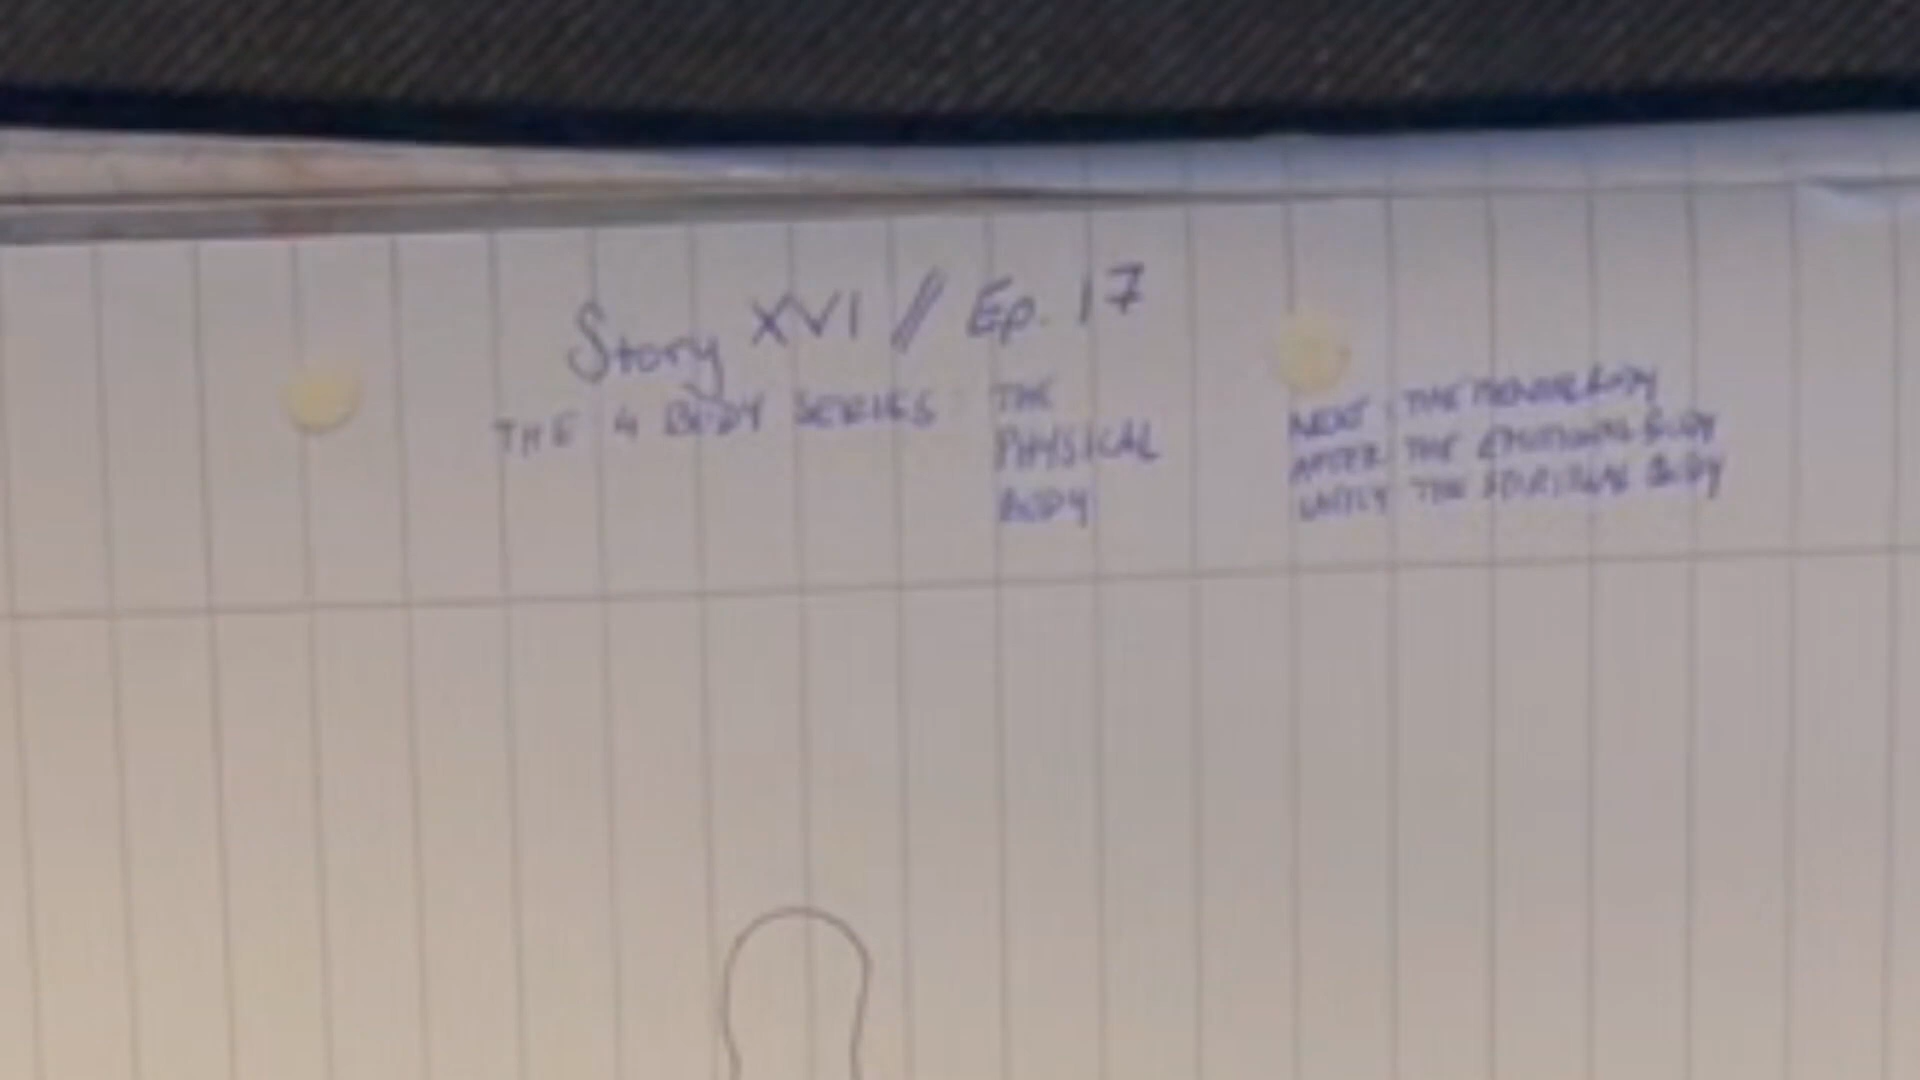 Story XVI // Ep. 17
THE 4 BODY SERIES
THE
PHYSICAL
BODY
NEXT : THE MENTAL BODY
AFTER : THE EMOTIONAL BODY
LASTLY THE SPIRITUAL BODY